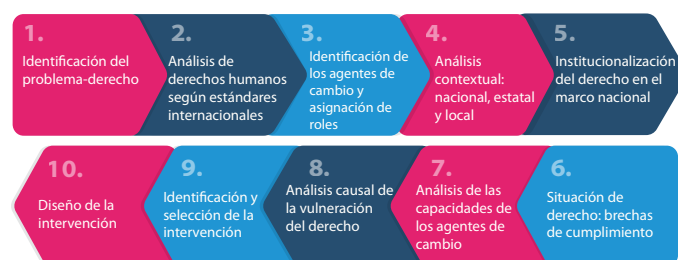 1.
Identificación del
problema-derecho
2.
Análisis de
derechos humanos
según estándares
internacionales
3.
Identificación de
los agentes de
cambio y
asignación de
roles
4.
Análisis
contextual:
nacional, estatal
y local
5.
Institucionalización
del derecho en el
marco nacional
10.
Diseño de la
intervención
9.
Identificación y
selección de la
intervención
8.
Análisis causal de
la vulneración
del derecho
7.
Análisis de las
capacidades de
los agentes de
cambio
6.
Situación de
derecho: brechas
de cumplimiento